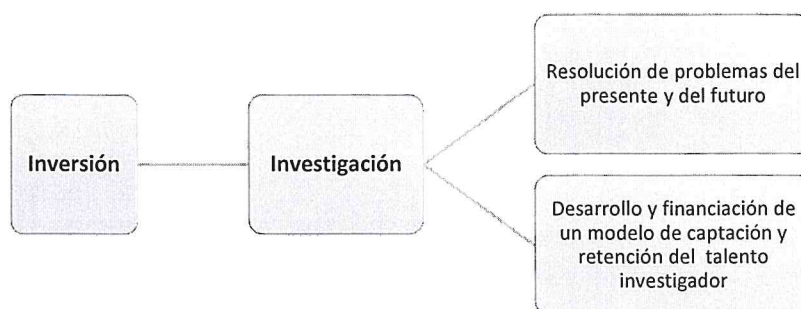 Inversión
Investigación
Resolución de problemas del
presente y del futuro
Desarrollo y financiación de
un modelo de captación y
retención del talento
investigador